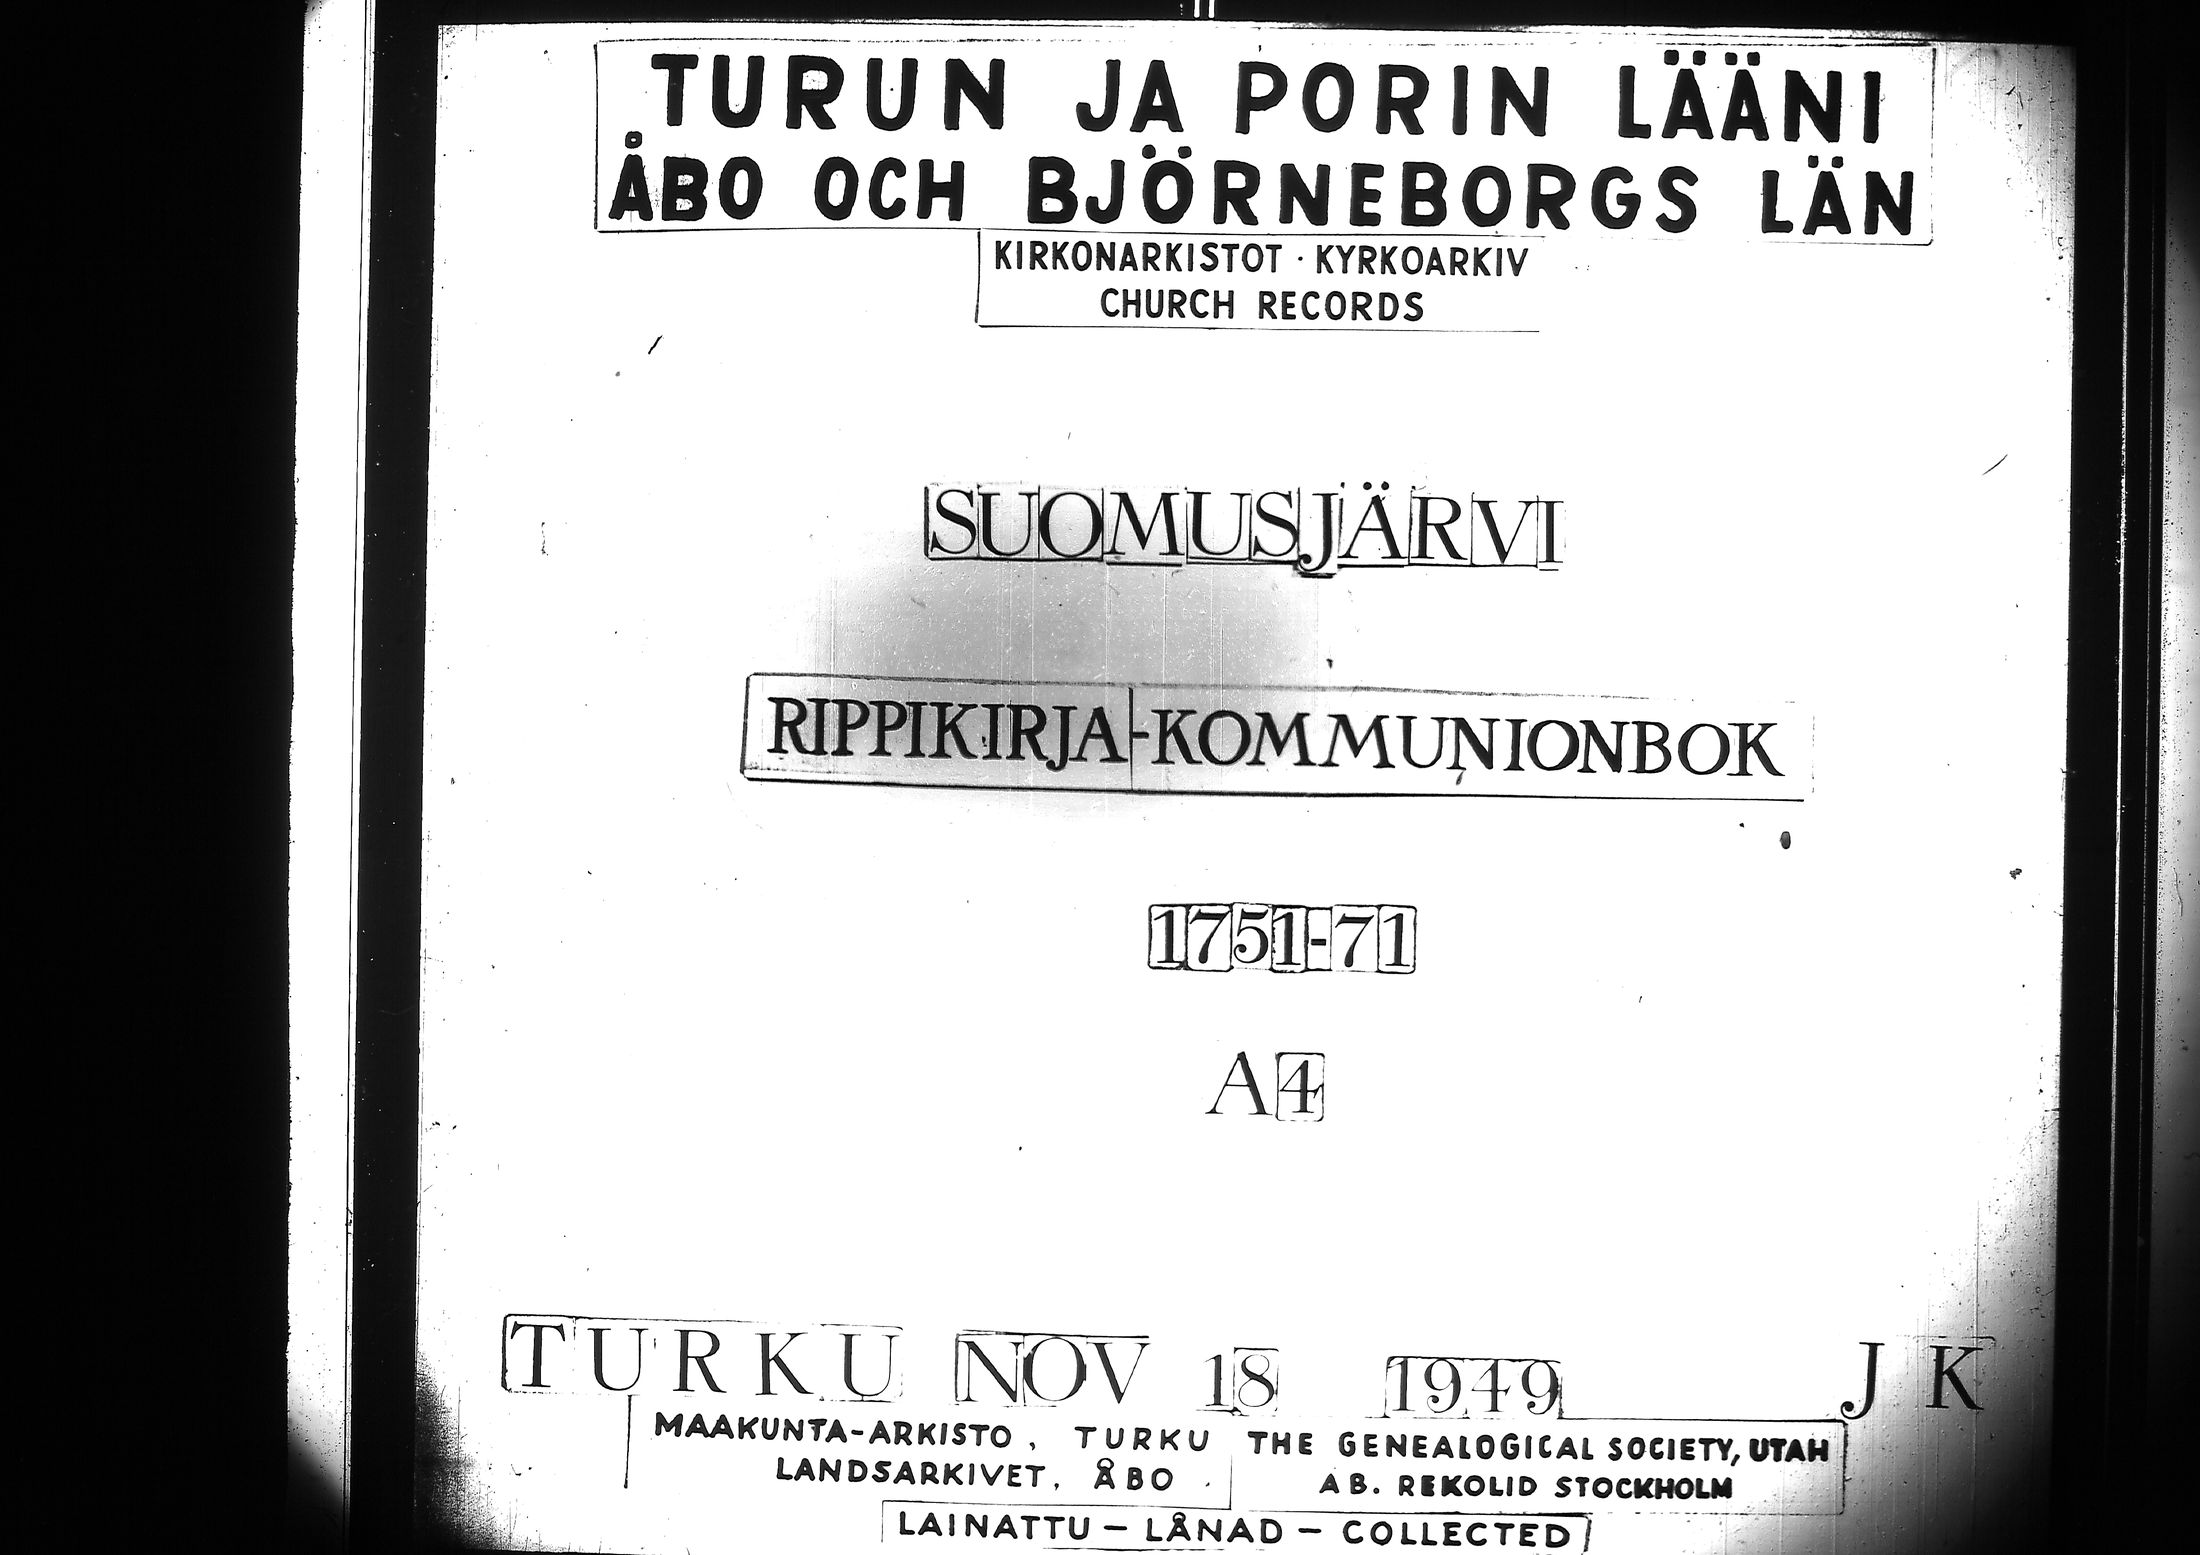 TURUN JA PORIN LÄÄNI
ÅBO OCH BJÖRNEBORGS LÄN
KIRKONARKISTOT · KYRKOARKIV
CHURCH RECORDS
SUOMUSJÄRVI
RIPPIKIRJA-KOMMUNIONBOK
1751-71
A4
TURKU NOV 18 1949 J K
MAAKUNTA-ARKISTO, TURKU
LANDSARKIVET, ÅBO
THE GENEALOGICAL SOCIETY, UTAH
AB. REKOLID STOCKHOLM
LAINATTU - LÅNAD - COLLECTED